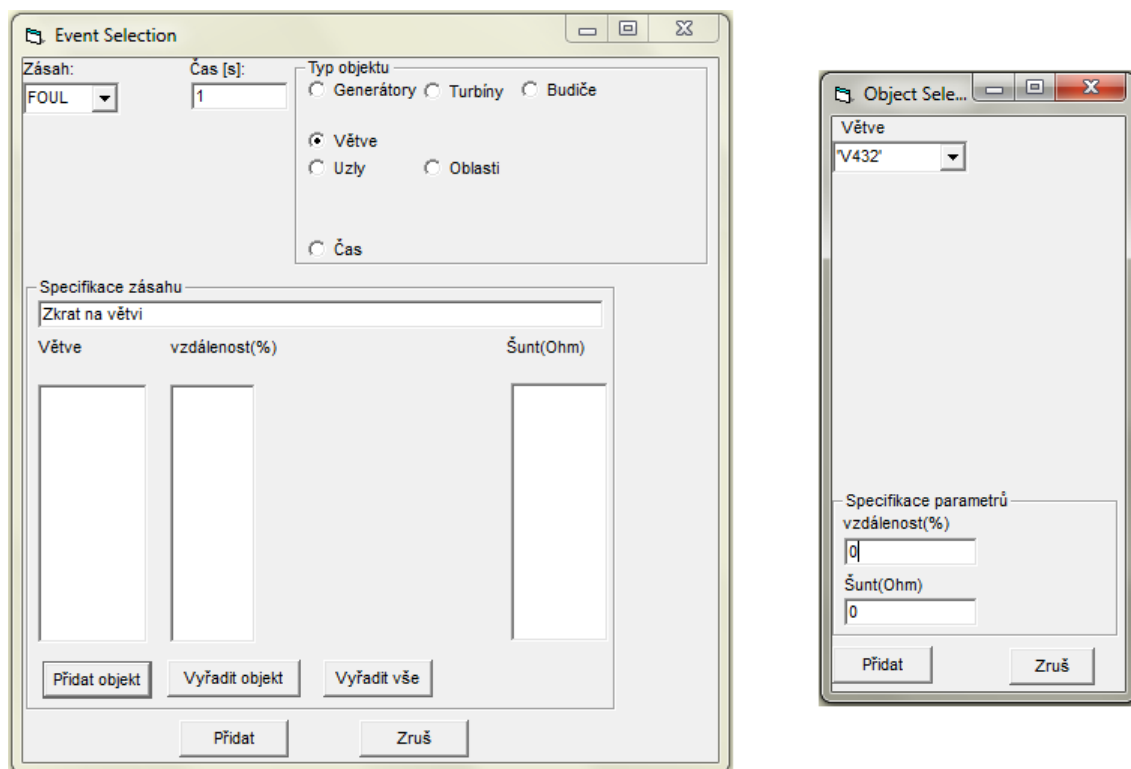 Event Selection
Zásah:
Čas [s]:
Typ objektu
FOUL
1
Generátory
Turbíny
Budiče
Větve
Uzly
Oblasti
Čas
Specifikace zásahu
Zkrat na větvi
Větve
vzdálenost(%)
Šunt(Ohm)
Přidat objekt
Vyřadit objekt
Vyřadit vše
Přidat
Zruš
Object Sele...
Větve
'V432'
Specifikace parametrů
vzdálenost(%)
0
Šunt(Ohm)
0
Přidat
Zruš